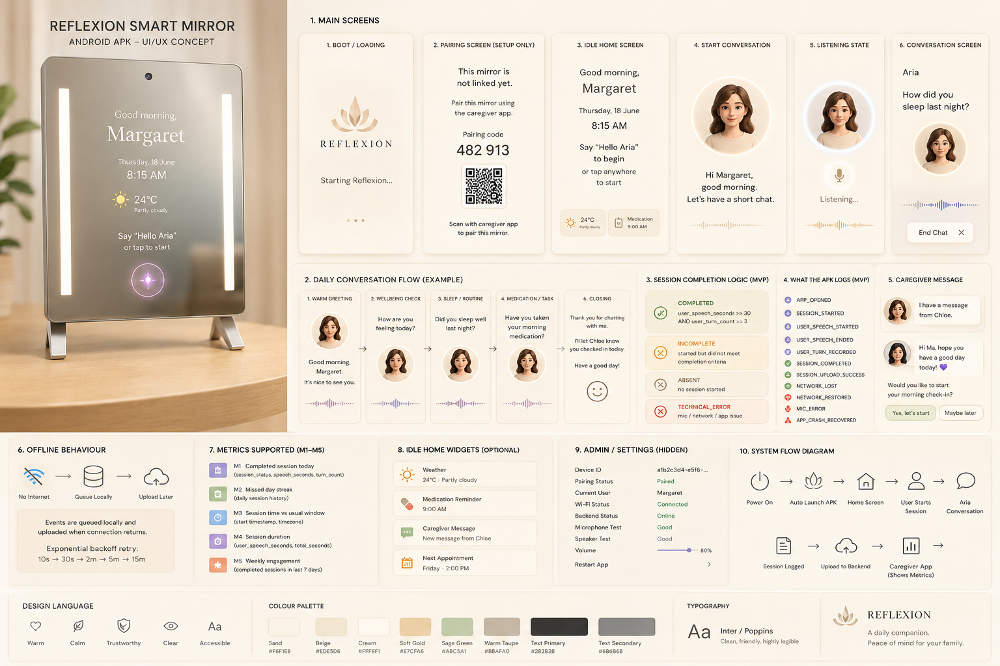 REFLEXION SMART MIRROR
ANDROID APK – UI/UX CONCEPT
Good morning,
Margaret
Thursday, 18 June
8:15 AM
24°C
Partly cloudy
Say “Hello Aria”
or tap to start
1. MAIN SCREENS
1. BOOT / LOADING
REFLEXION
Starting Reflexion...
2. PAIRING SCREEN (SETUP ONLY)
This mirror is
not linked yet.
Pair this mirror using
the caregiver app.
Pairing code
482 913
Scan with caregiver app
to pair this mirror.
3. IDLE HOME SCREEN
Good morning,
Margaret
Thursday, 18 June
8:15 AM
Say “Hello Aria”
to begin
or tap anywhere
to start
24°C
Partly cloudy
Medication
9:00 AM
4. START CONVERSATION
Hi Margaret,
good morning.
Let’s have a short chat.
5. LISTENING STATE
Listening...
6. CONVERSATION SCREEN
Aria
How did you
sleep last night?
End Chat
2. DAILY CONVERSATION FLOW (EXAMPLE)
1. WARM GREETING
Good morning,
Margaret.
It’s nice to see you.
2. WELLBEING CHECK
How are you
feeling today?
3. SLEEP / ROUTINE
Did you sleep well
last night?
4. MEDICATION / TASK
Have you taken
your morning
medication?
6. CLOSING
Thank you for chatting
with me.
I’ll let Chloe know
you checked in today.
Have a good day!
3. SESSION COMPLETION LOGIC (MVP)
COMPLETED
user_speech_seconds >= 30
AND user_turn_count >= 3
INCOMPLETE
started but did not meet
completion criteria
ABSENT
no session started
TECHNICAL_ERROR
mic / network / app issue
4. WHAT THE APK LOGS (MVP)
APP_OPENED
SESSION_STARTED
USER_SPEECH_STARTED
USER_SPEECH_ENDED
USER_TURN_RECORDED
SESSION_COMPLETED
SESSION_UPLOAD_SUCCESS
NETWORK_LOST
NETWORK_RESTORED
MIC_ERROR
APP_CRASH_RECOVERED
5. CAREGIVER MESSAGE
I have a message
from Chloe.
Hi Ma, hope you
have a good day
today! 💜
Would you like to start
your morning check-in?
Yes, let’s start
Maybe later
6. OFFLINE BEHAVIOUR
No Internet
Queue Locally
Upload Later
Events are queued locally and
uploaded when connection returns.
Exponential backoff retry:
10s → 30s → 2m → 5m → 15m
7. METRICS SUPPORTED (M1–M5)
M1 Completed session today
(session_status, speech_seconds, turn_count)
M2 Missed day streak
(daily session history)
M3 Session time vs usual window
(start timestamp, timezone)
M4 Session duration
(user_speech_seconds, total_seconds)
M5 Weekly engagement
(completed sessions in last 7 days)
8. IDLE HOME WIDGETS (OPTIONAL)
Weather
24°C · Partly cloudy
Medication Reminder
9:00 AM
Caregiver Message
New message from Chloe
Next Appointment
Friday · 2:00 PM
9. ADMIN / SETTINGS (HIDDEN)
Device ID a1b2c3d4-e5f6-...
Pairing Status Paired
Current User Margaret
Wi-Fi Status Connected
Backend Status Online
Microphone Test Good
Speaker Test Good
Volume 80%
Restart App
10. SYSTEM FLOW DIAGRAM
Power On
Auto Launch APK
Home Screen
User Starts
Session
Aria
Conversation
Session Logged
Upload to Backend
Caregiver App
(Shows Metrics)
DESIGN LANGUAGE
Warm
Calm
Trustworthy
Clear
Aa
Accessible
COLOUR PALETTE
Sand
#F6F1E8
Beige
#EDE5D6
Cream
#FFF9F1
Soft Gold
#E7CFA6
Sage Green
#ABC5A1
Warm Taupe
#BBAFA0
Text Primary
#2B2B2B
Text Secondary
#6B6B6B
TYPOGRAPHY
Aa
Inter / Poppins
Clean, friendly, highly legible
REFLEXION
A daily companion.
Peace of mind for your family.